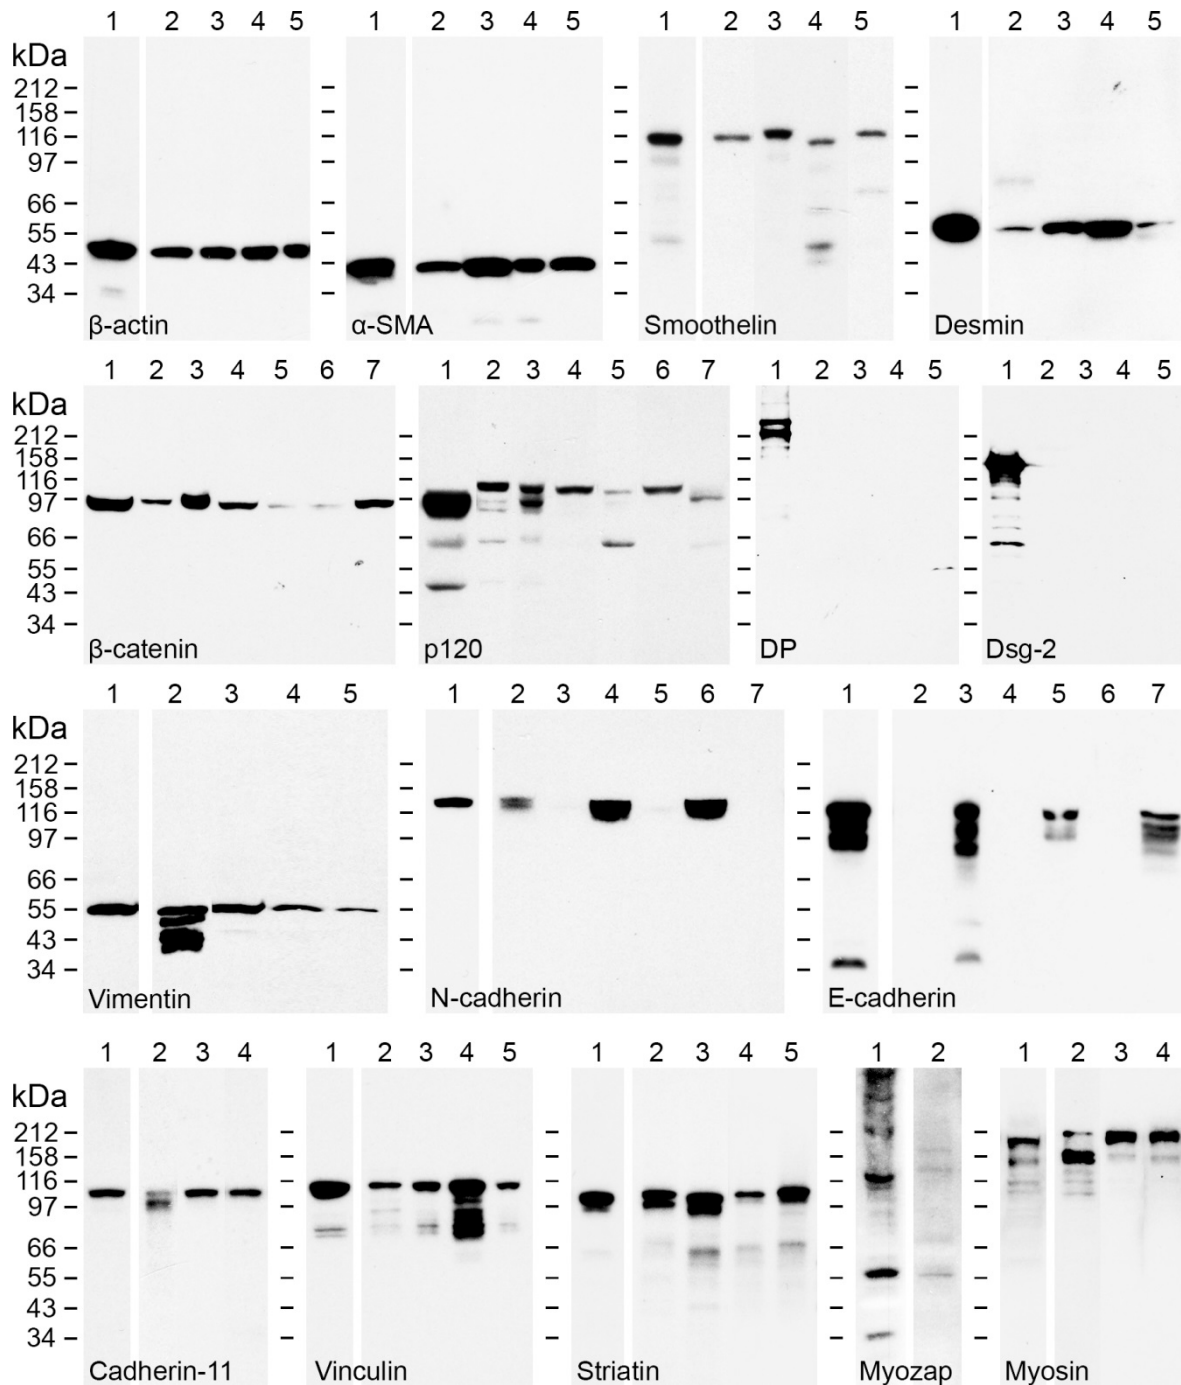 1 2 3 4 5 1 2 3 4 5 1 2 3 4 5 1 2 3 4 5
kDa
212
158
116
97
66
55
43
34
β-actin α-SMA Smoothelin Desmin
1 2 3 4 5 6 7 1 2 3 4 5 6 7 1 2 3 4 5 1 2 3 4 5
kDa
212
158
116
97
66
55
43
34
β-catenin p120 DP Dsg-2
1 2 3 4 5 1 2 3 4 5 6 7 1 2 3 4 5 6 7
kDa
212
158
116
97
66
55
43
34
Vimentin N-cadherin E-cadherin
1 2 3 4 1 2 3 4 5 1 2 3 4 5 1 2 1 2 3 4
kDa
212
158
116
97
66
55
43
34
Cadherin-11 Vinculin Striatin Myozap Myosin